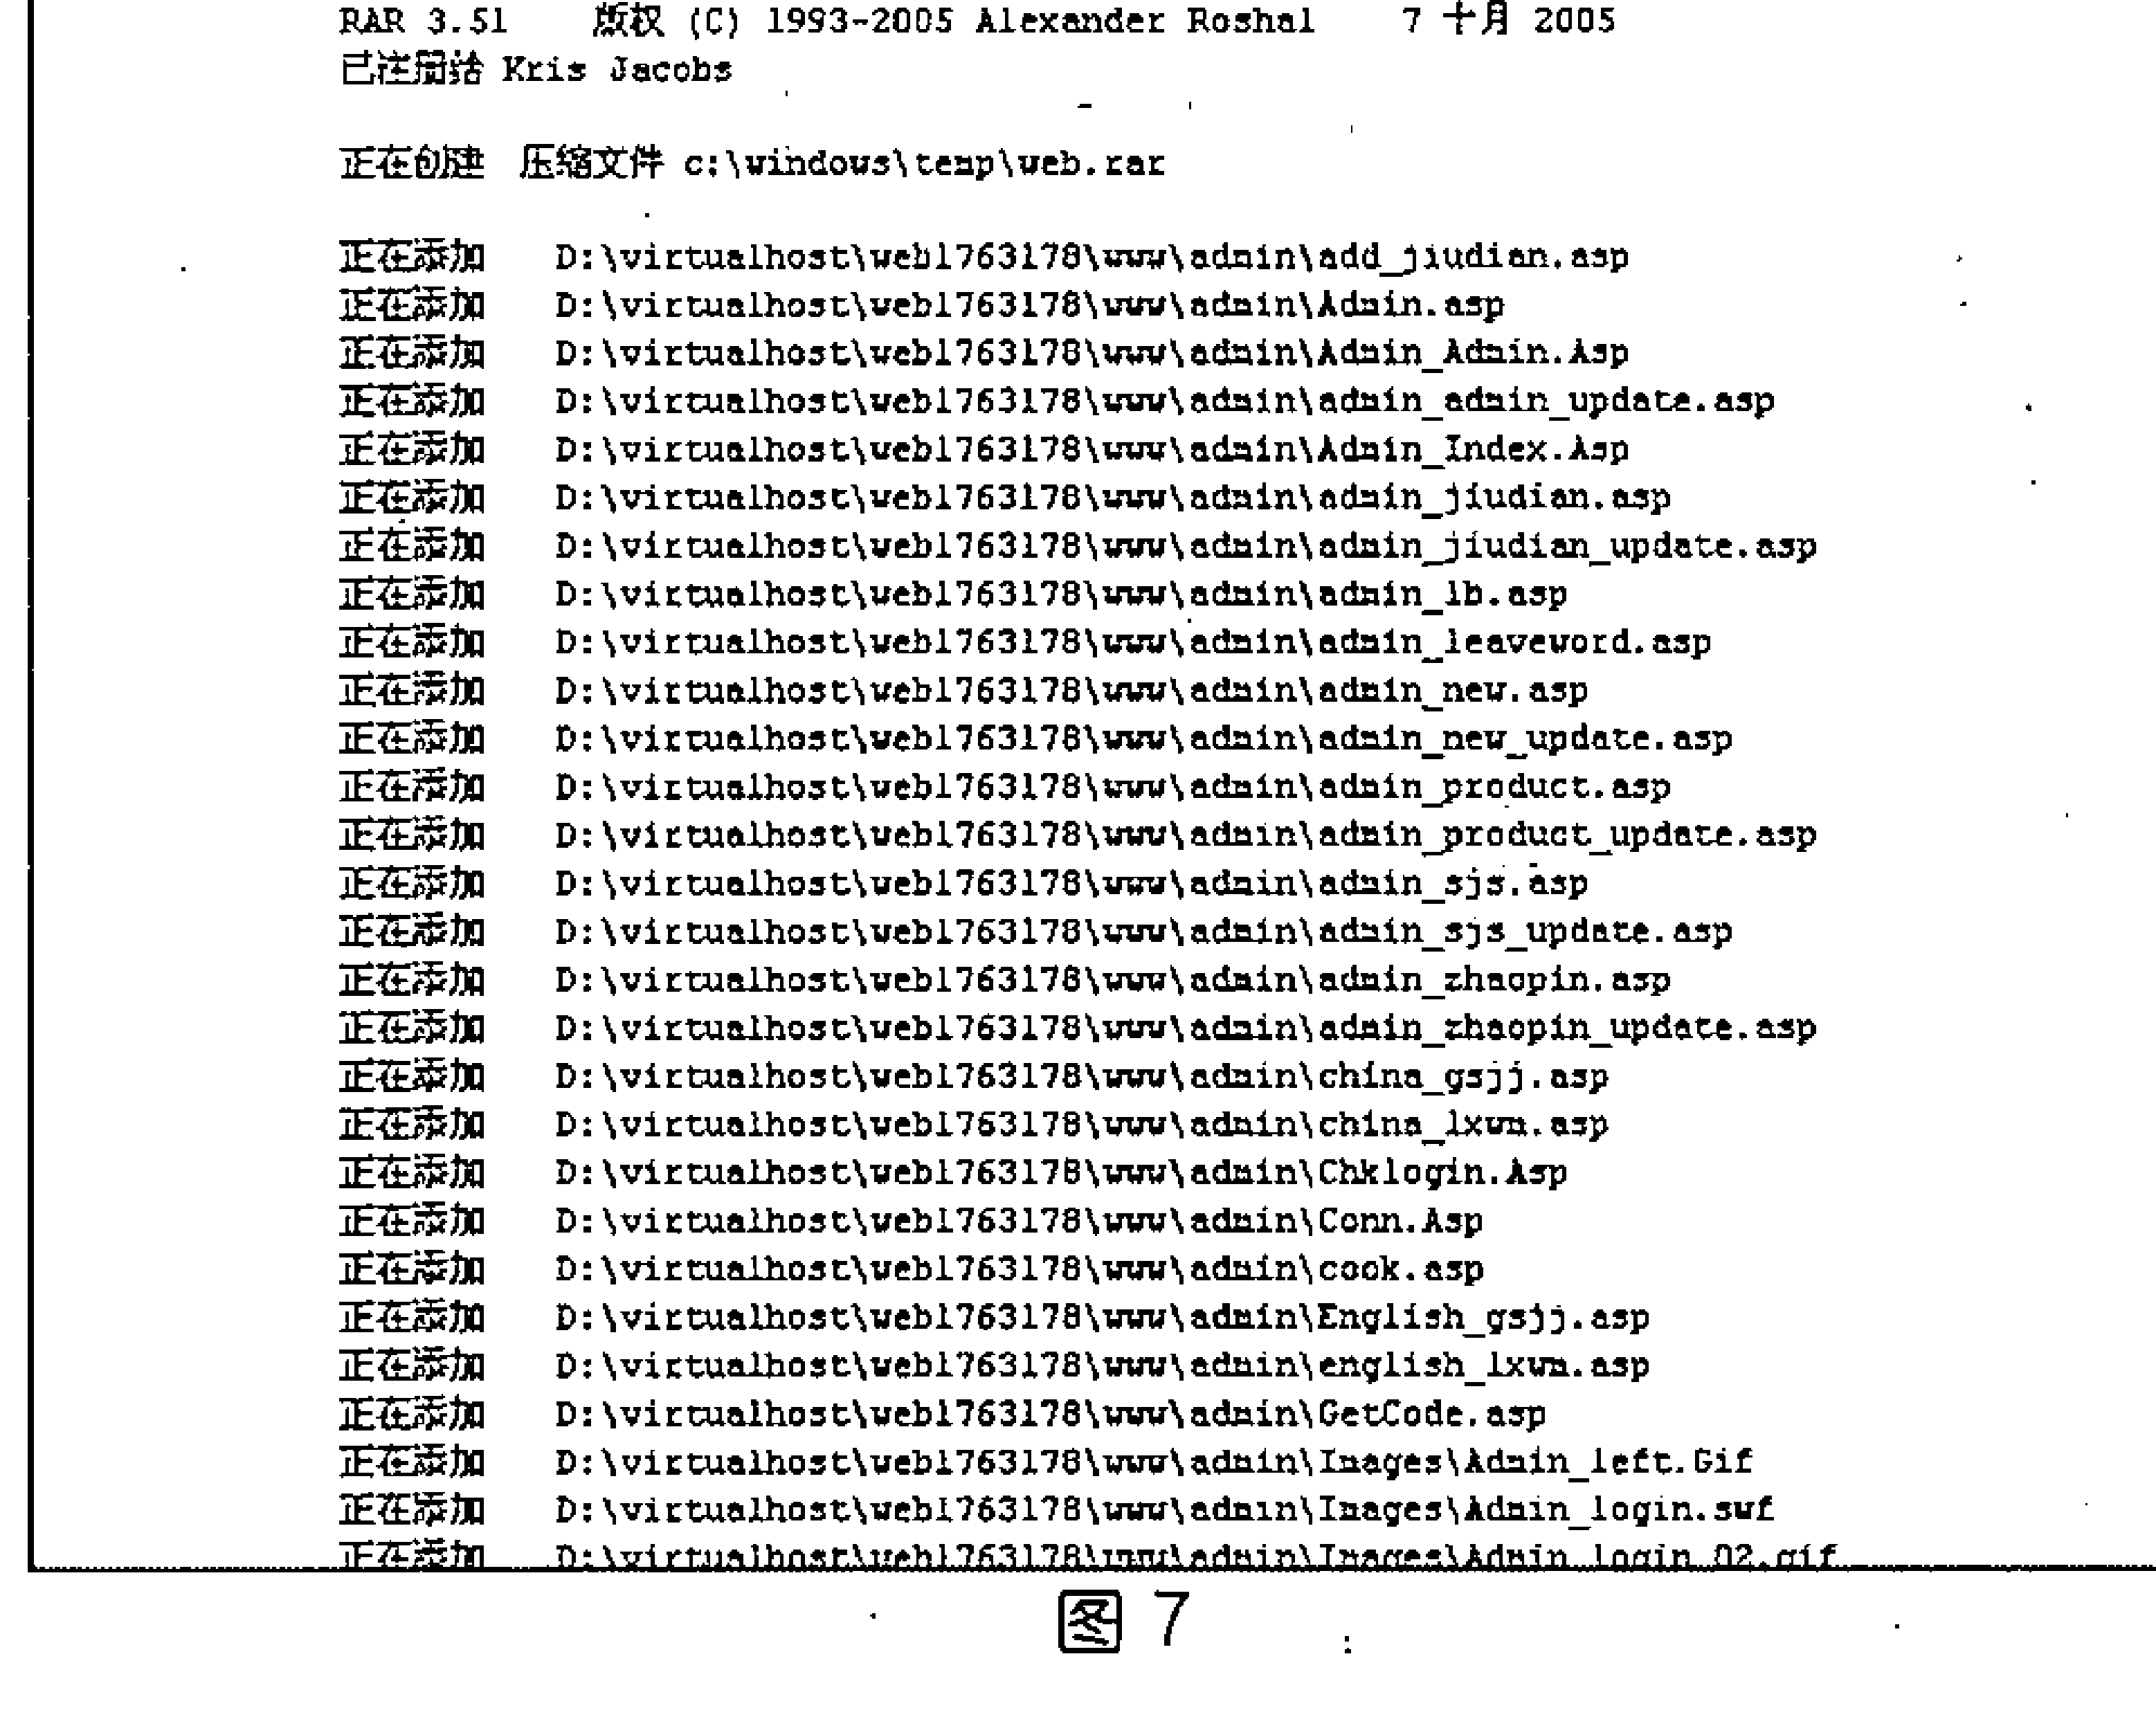 RAR 3.51 版权 (C) 1993-2005 Alexander Roshal 7 十月 2005
已注册给 Kris Jacobs
正在创建 压缩文件 c:\windows\temp\web.rar
正在添加 D:\virtualhost\web1763178\www\admin\add_jiudian.asp
正在添加 D:\virtualhost\web1763178\www\admin\Admin.asp
正在添加 D:\virtualhost\web1763178\www\admin\Admin_Admin.Asp
正在添加 D:\virtualhost\web1763178\www\admin\admin_admin_update.asp
正在添加 D:\virtualhost\web1763178\www\admin\Admin_Index.Asp
正在添加 D:\virtualhost\web1763178\www\admin\admin_jiudian.asp
正在添加 D:\virtualhost\web1763178\www\admin\admin_jiudian_update.asp
正在添加 D:\virtualhost\web1763178\www\admin\admin_lb.asp
正在添加 D:\virtualhost\web1763178\www\admin\admin_leaveword.asp
正在添加 D:\virtualhost\web1763178\www\admin\admin_new.asp
正在添加 D:\virtualhost\web1763178\www\admin\admin_new_update.asp
正在添加 D:\virtualhost\web1763178\www\admin\admin_product.asp
正在添加 D:\virtualhost\web1763178\www\admin\admin_product_update.asp
正在添加 D:\virtualhost\web1763178\www\admin\admin_sjs.asp
正在添加 D:\virtualhost\web1763178\www\admin\admin_sjs_update.asp
正在添加 D:\virtualhost\web1763178\www\admin\admin_zhaopin.asp
正在添加 D:\virtualhost\web1763178\www\admin\admin_zhaopin_update.asp
正在添加 D:\virtualhost\web1763178\www\admin\china_gsjj.asp
正在添加 D:\virtualhost\web1763178\www\admin\china_lxwm.asp
正在添加 D:\virtualhost\web1763178\www\admin\Chklogin.Asp
正在添加 D:\virtualhost\web1763178\www\admin\Conn.Asp
正在添加 D:\virtualhost\web1763178\www\admin\cook.asp
正在添加 D:\virtualhost\web1763178\www\admin\English_gsjj.asp
正在添加 D:\virtualhost\web1763178\www\admin\english_lxwm.asp
正在添加 D:\virtualhost\web1763178\www\admin\GetCode.asp
正在添加 D:\virtualhost\web1763178\www\admin\Images\Admin_left.Gif
正在添加 D:\virtualhost\web1763178\www\admin\Images\Admin_login.swf
正在添加 D:\virtualhost\web1763178\www\admin\Images\Admin_login_02.gif
图 7